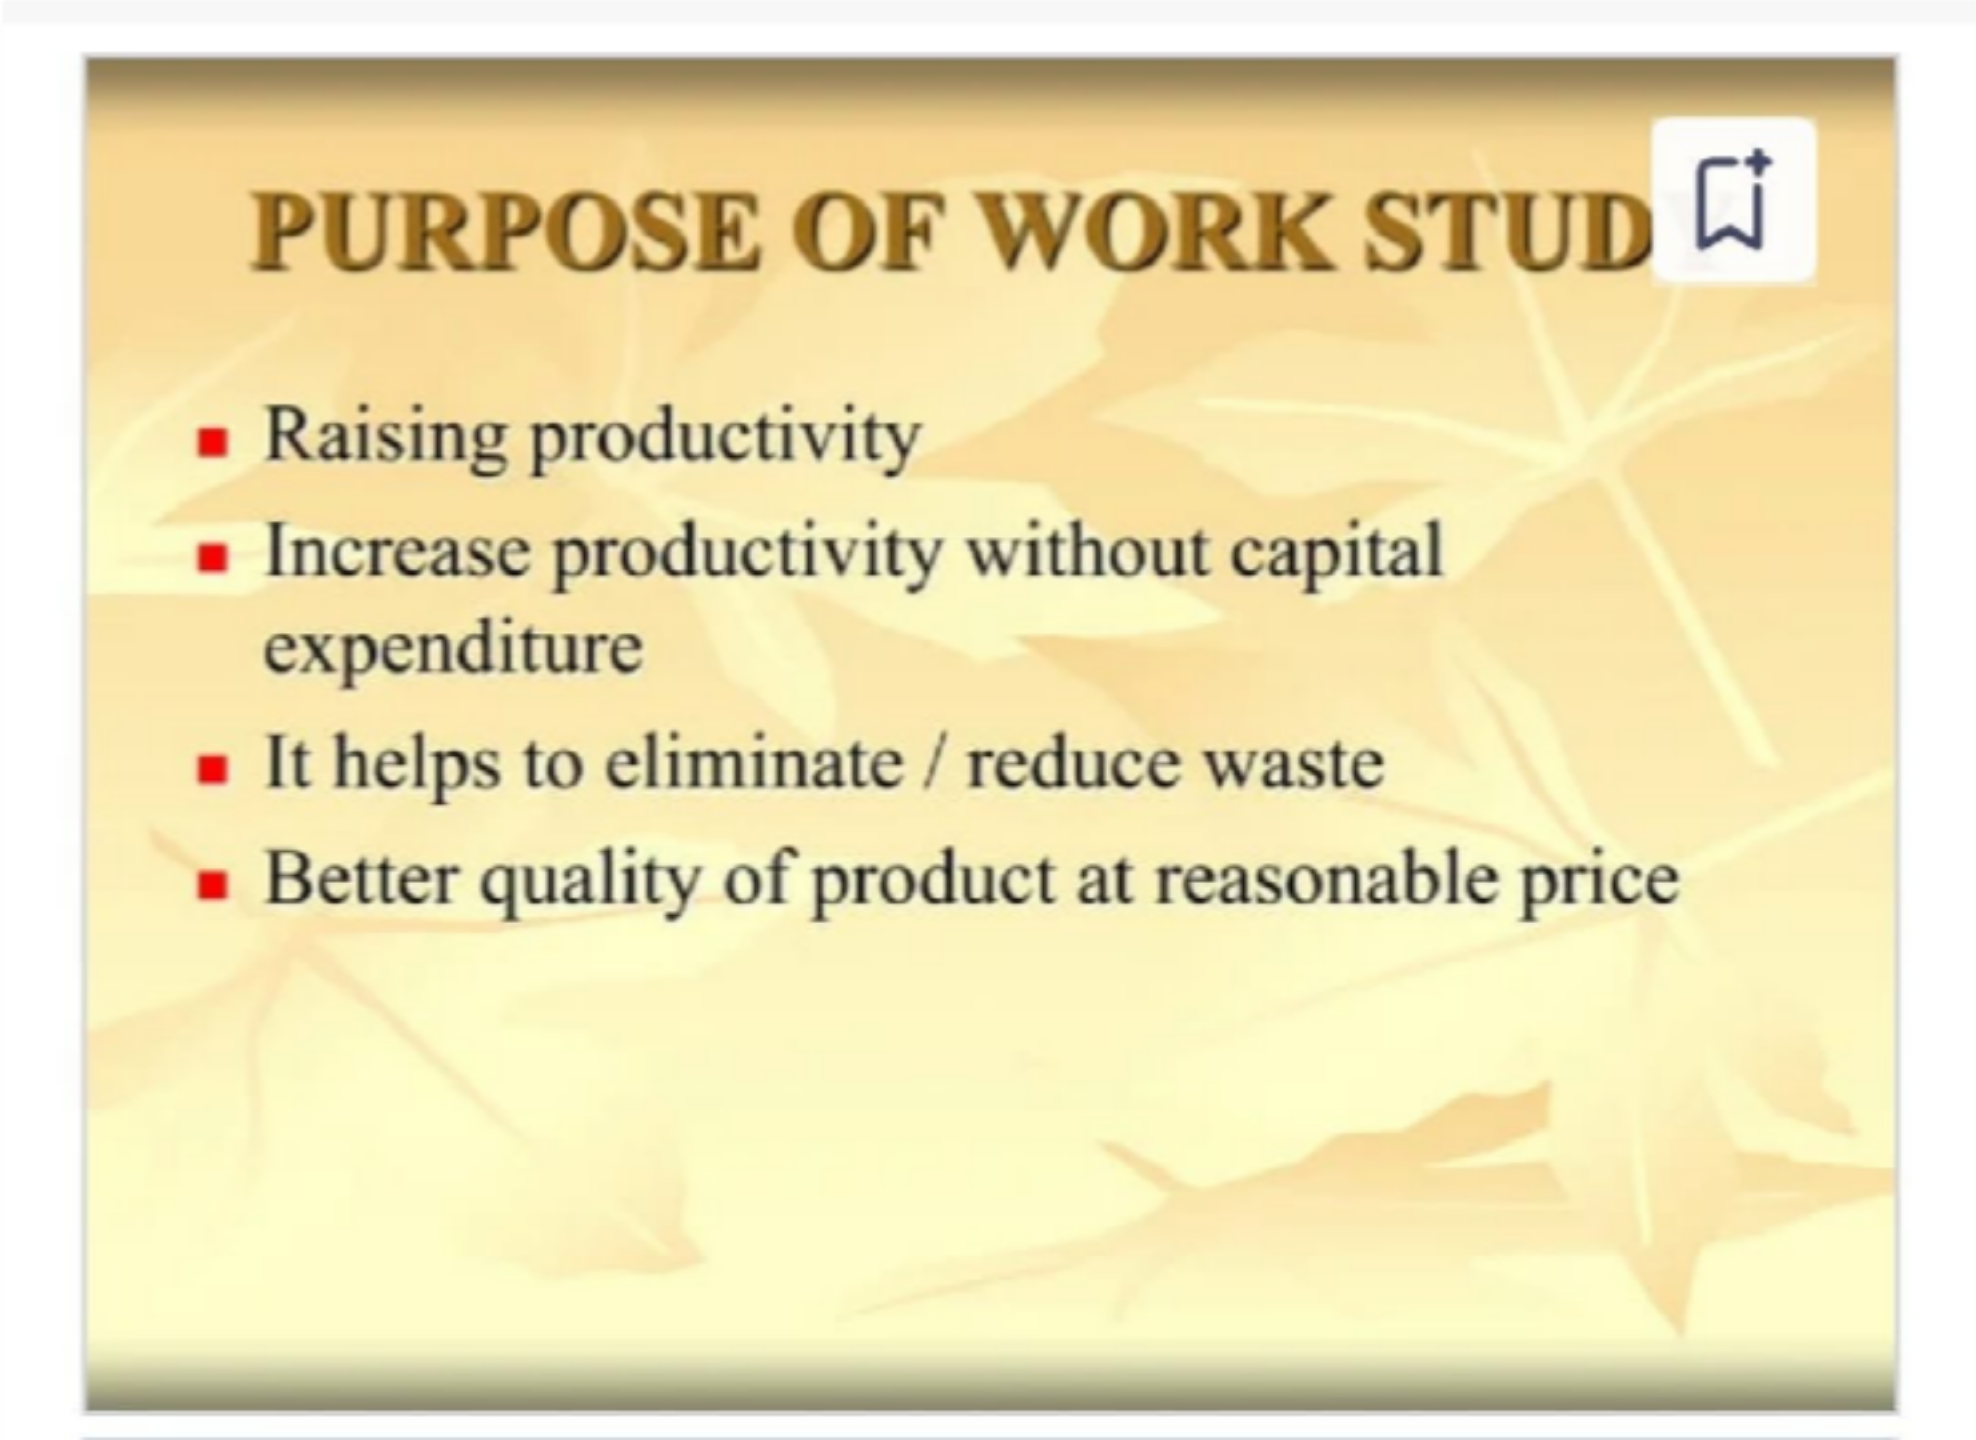 PURPOSE OF WORK STUD
Raising productivity
Increase productivity without capital
expenditure
It helps to eliminate / reduce waste
Better quality of product at reasonable price